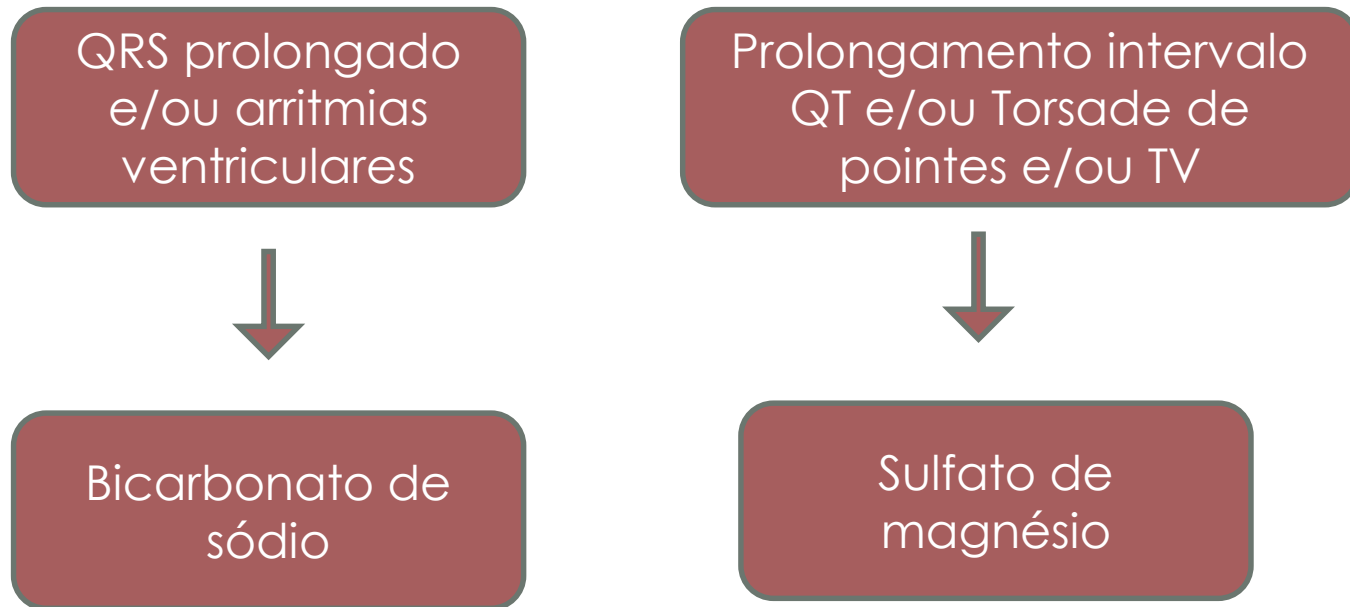 QRS prolongado
e/ou arritmias
ventriculares
Prolongamento intervalo
QT e/ou Torsade de
pointes e/ou TV
Bicarbonato de
sódio
Sulfato de
magnésio